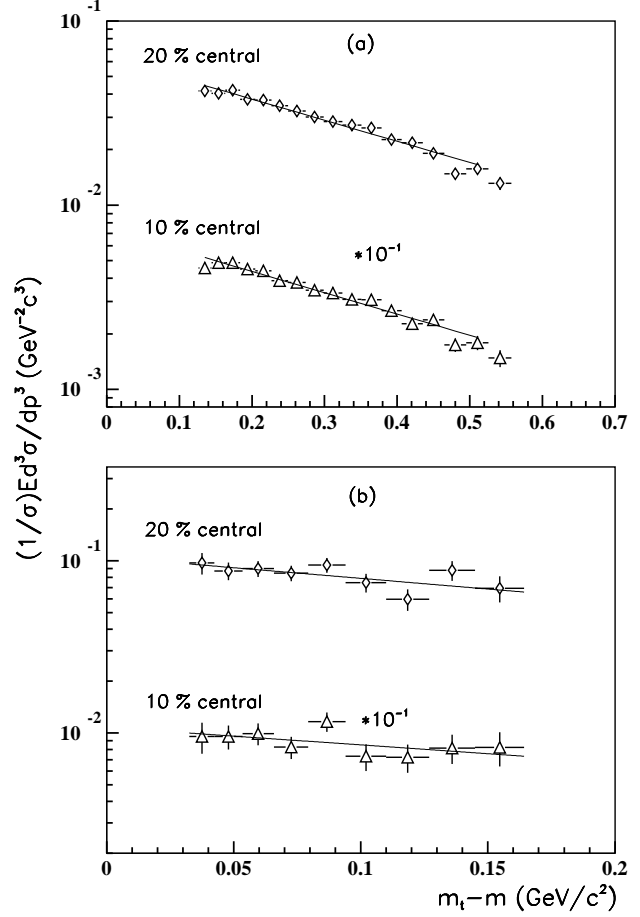 (1/σ)Ed³σ/dp³ (GeV⁻²c³)
10⁻¹
(a)
20 % central
10⁻²
10 % central
*10⁻¹
10⁻³
0 0.1 0.2 0.3 0.4 0.5 0.6 0.7
(b)
20 % central
10⁻¹
10 % central
*10⁻¹
10⁻²
0 0.05 0.1 0.15 0.2
mₜ−m (GeV/c²)